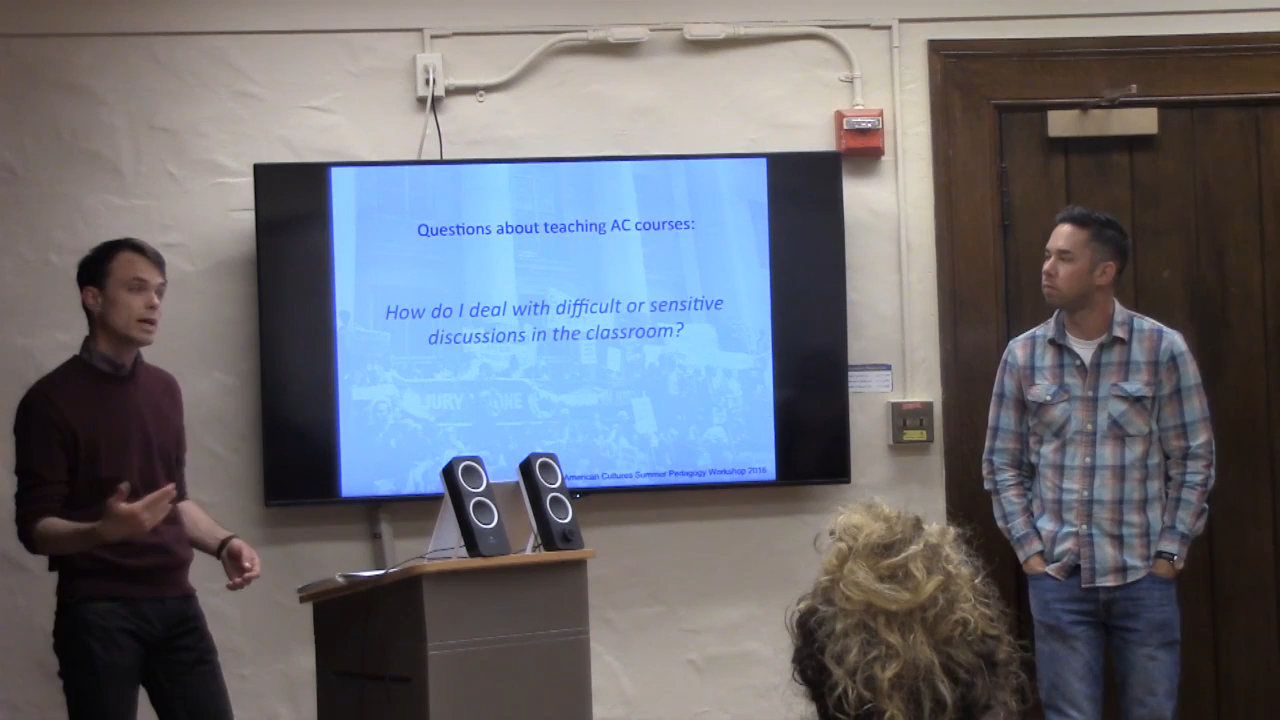 Questions about teaching AC courses:
How do I deal with difficult or sensitive
discussions in the classroom?
JURY
American Cultures Summer Pedagogy Workshop 2016